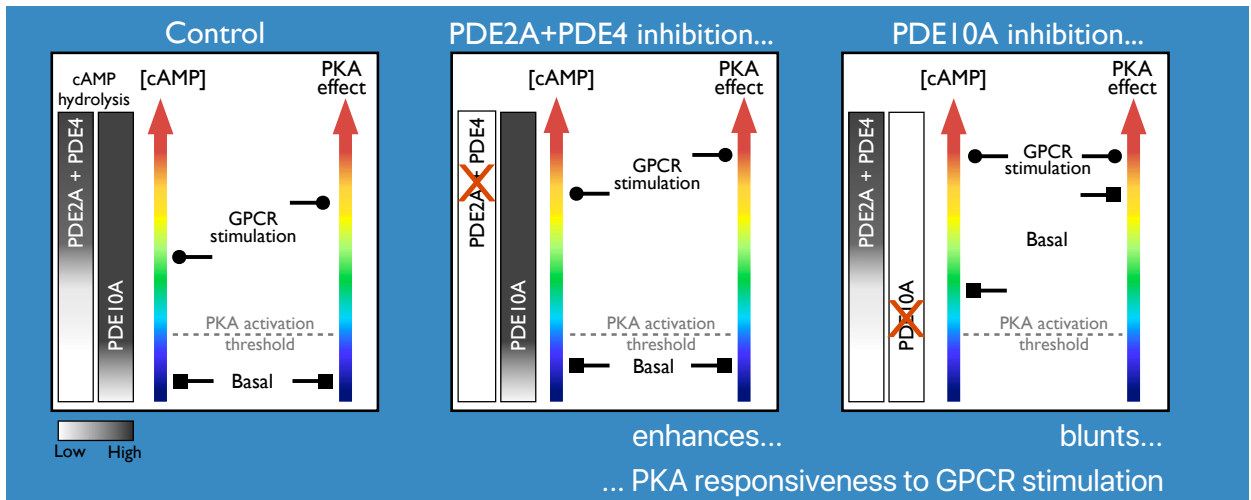 Control
cAMP
hydrolysis
[cAMP]
PKA
effect
PDE2A + PDE4
PDE10A
GPCR
stimulation
PKA activation
threshold
Basal
Low High
PDE2A+PDE4 inhibition...
[cAMP]
PKA
effect
PDE2A + PDE4
PDE10A
GPCR
stimulation
PKA activation
threshold
Basal
enhances...
PDE10A inhibition...
[cAMP]
PKA
effect
PDE2A + PDE4
PDE10A
GPCR
stimulation
Basal
PKA activation
threshold
blunts...
... PKA responsiveness to GPCR stimulation